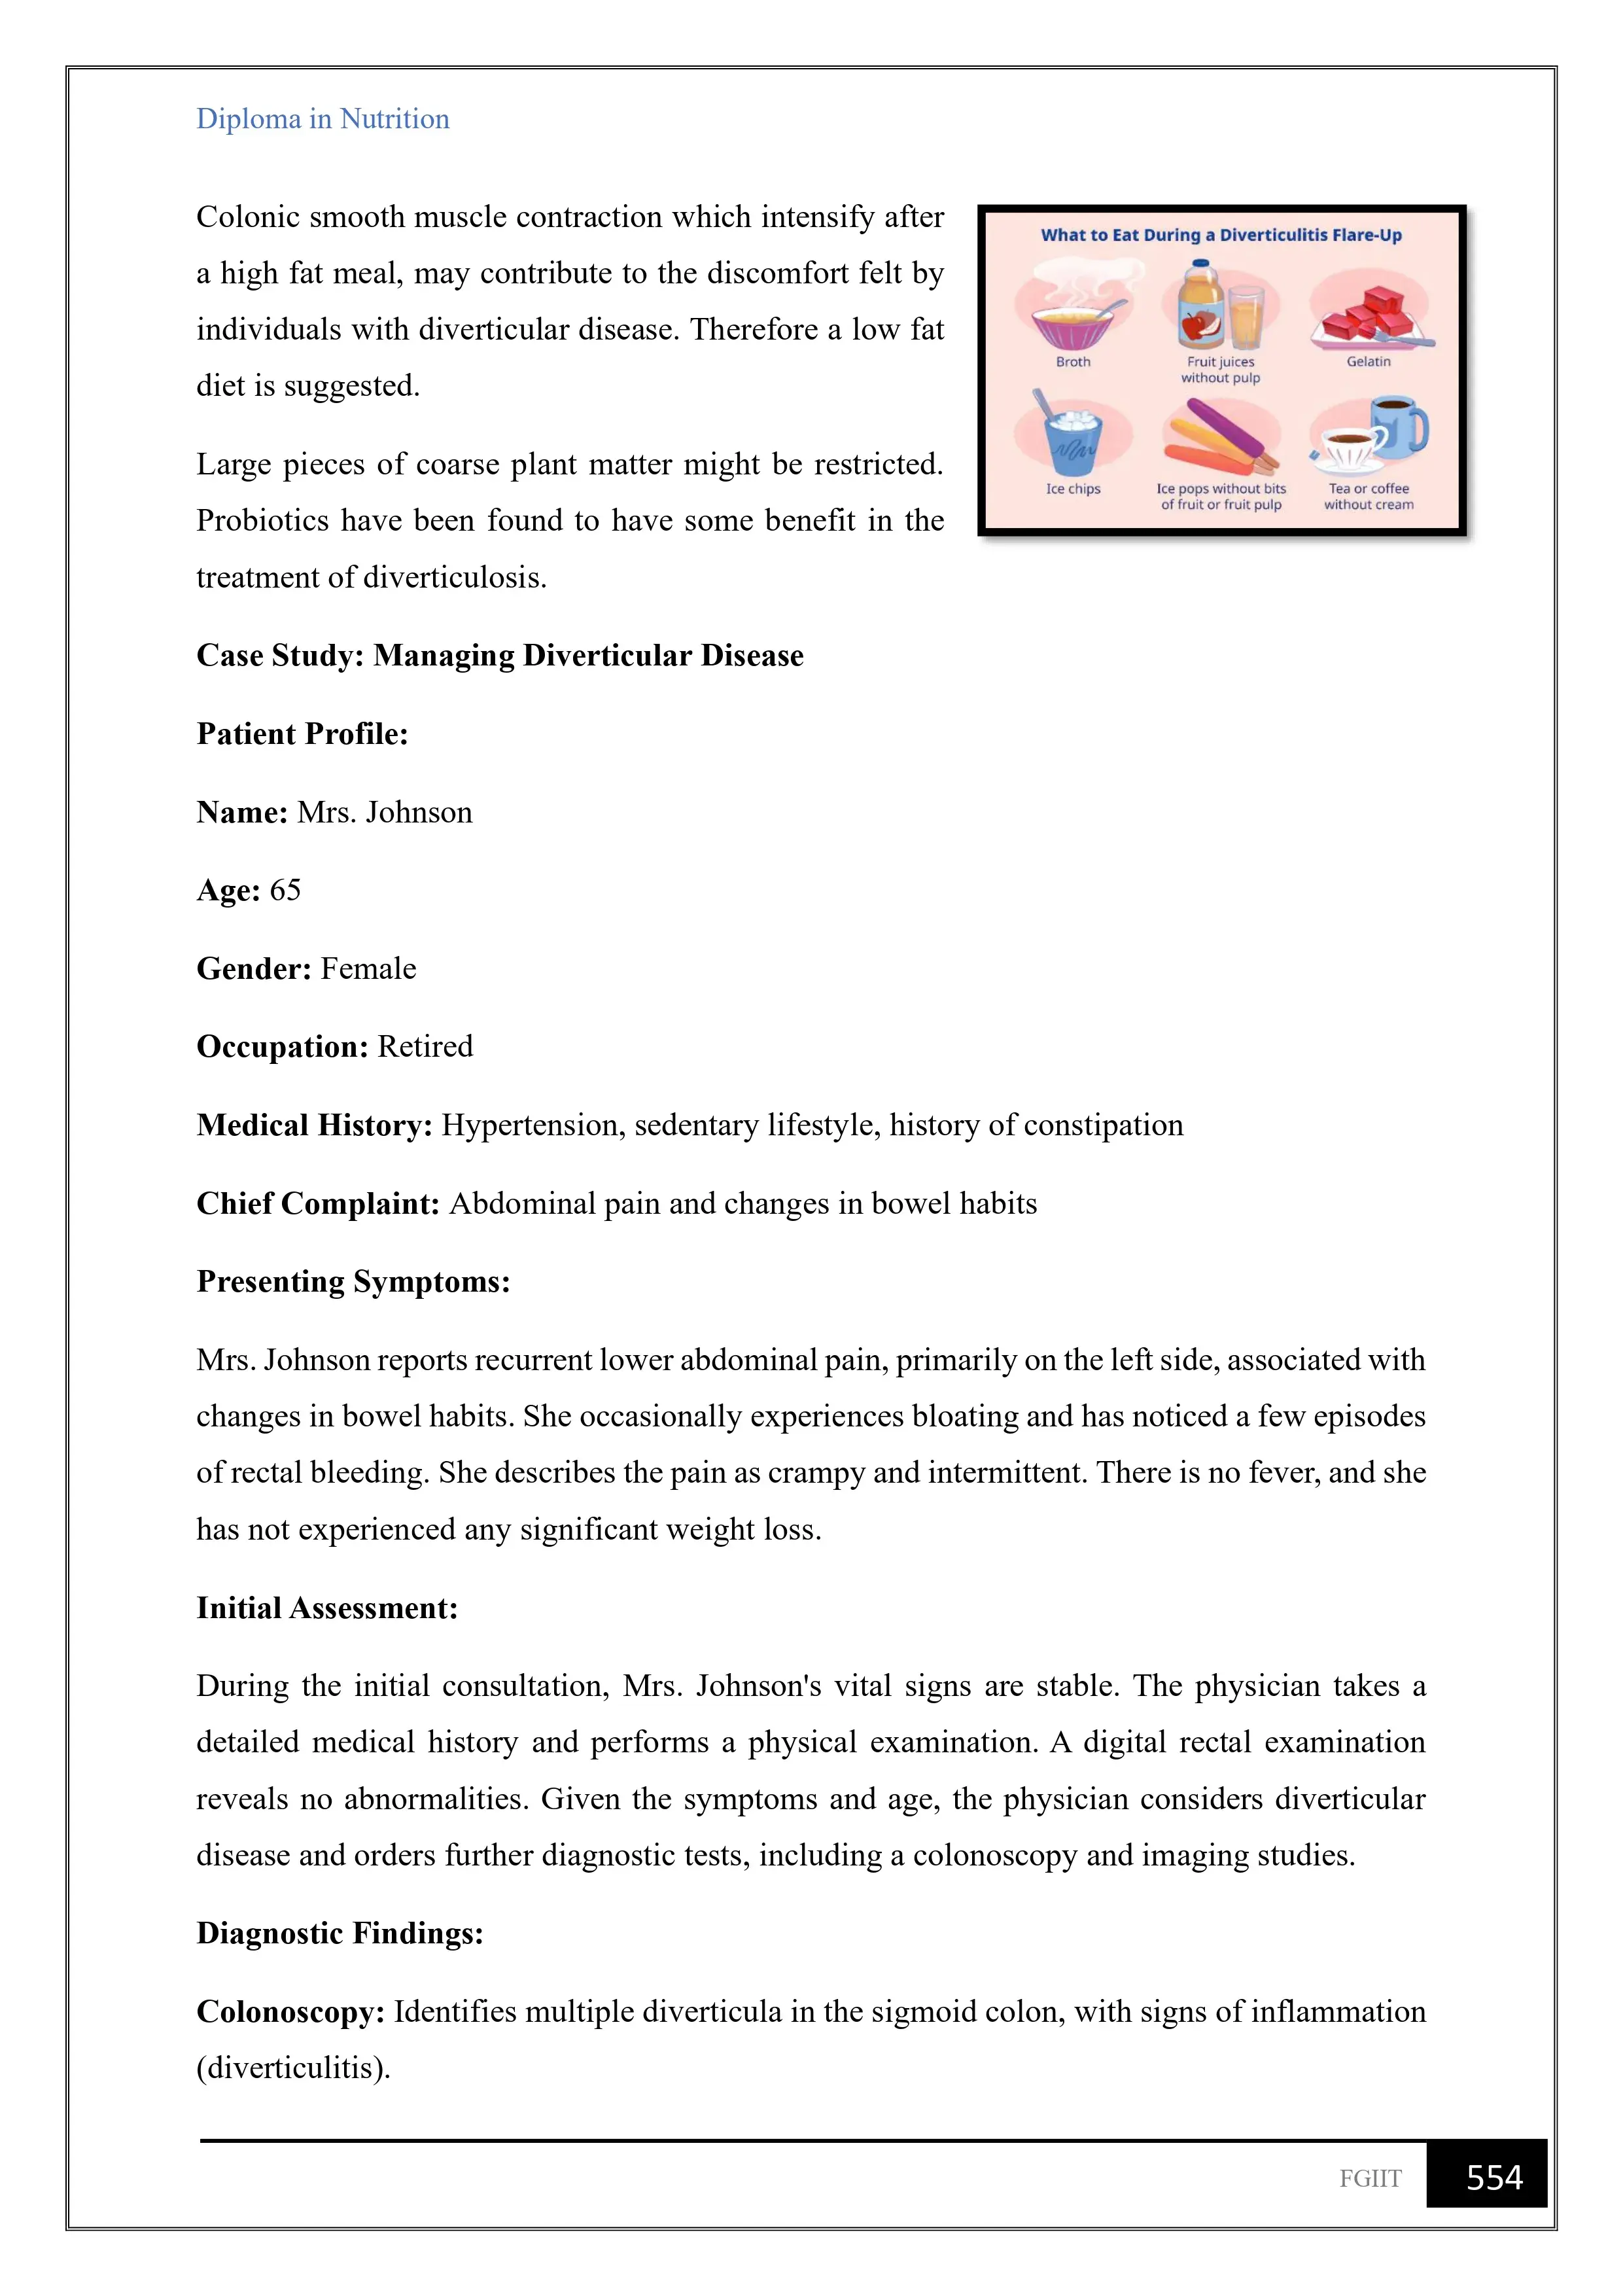 Diploma in Nutrition
Colonic smooth muscle contraction which intensify after
a high fat meal, may contribute to the discomfort felt by
individuals with diverticular disease. Therefore a low fat
diet is suggested.
Large pieces of coarse plant matter might be restricted.
Probiotics have been found to have some benefit in the
treatment of diverticulosis.
What to Eat During a Diverticulitis Flare-Up
Broth
Fruit juices
without pulp
Gelatin
Ice chips
Ice pops without bits
of fruit or fruit pulp
Tea or coffee
without cream
Case Study: Managing Diverticular Disease
Patient Profile:
Name: Mrs. Johnson
Age: 65
Gender: Female
Occupation: Retired
Medical History: Hypertension, sedentary lifestyle, history of constipation
Chief Complaint: Abdominal pain and changes in bowel habits
Presenting Symptoms:
Mrs. Johnson reports recurrent lower abdominal pain, primarily on the left side, associated with
changes in bowel habits. She occasionally experiences bloating and has noticed a few episodes
of rectal bleeding. She describes the pain as crampy and intermittent. There is no fever, and she
has not experienced any significant weight loss.
Initial Assessment:
During the initial consultation, Mrs. Johnson's vital signs are stable. The physician takes a
detailed medical history and performs a physical examination. A digital rectal examination
reveals no abnormalities. Given the symptoms and age, the physician considers diverticular
disease and orders further diagnostic tests, including a colonoscopy and imaging studies.
Diagnostic Findings:
Colonoscopy: Identifies multiple diverticula in the sigmoid colon, with signs of inflammation
(diverticulitis).
FGIIT
554